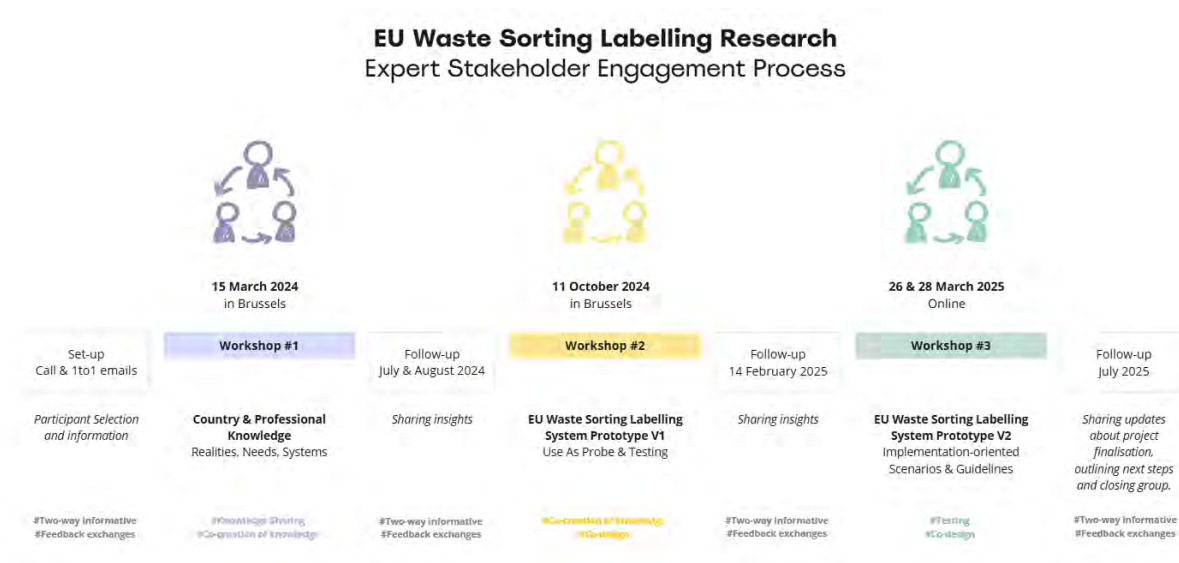 EU Waste Sorting Labelling Research
Expert Stakeholder Engagement Process
15 March 2024
in Brussels
11 October 2024
in Brussels
26 & 28 March 2025
Online
Set-up
Call & 1to1 emails
Workshop #1
Follow-up
July & August 2024
Workshop #2
Follow-up
14 February 2025
Workshop #3
Follow-up
July 2025
Participant Selection
and information
Country & Professional
Knowledge
Realities, Needs, Systems
Sharing insights
EU Waste Sorting Labelling
System Prototype V1
Use As Probe & Testing
Sharing insights
EU Waste Sorting Labelling
System Prototype V2
Implementation-oriented
Scenarios & Guidelines
Sharing updates
about project
finalisation,
outlining next steps
and closing group.
#Two-way informative
#Feedback exchanges
#Knowledge Sharing
#Co-creation of knowledge
#Two-way informative
#Feedback exchanges
#Co-creation of knowledge
#Co-design
#Two-way informative
#Feedback exchanges
#Testing
#Co-design
#Two-way informative
#Feedback exchanges